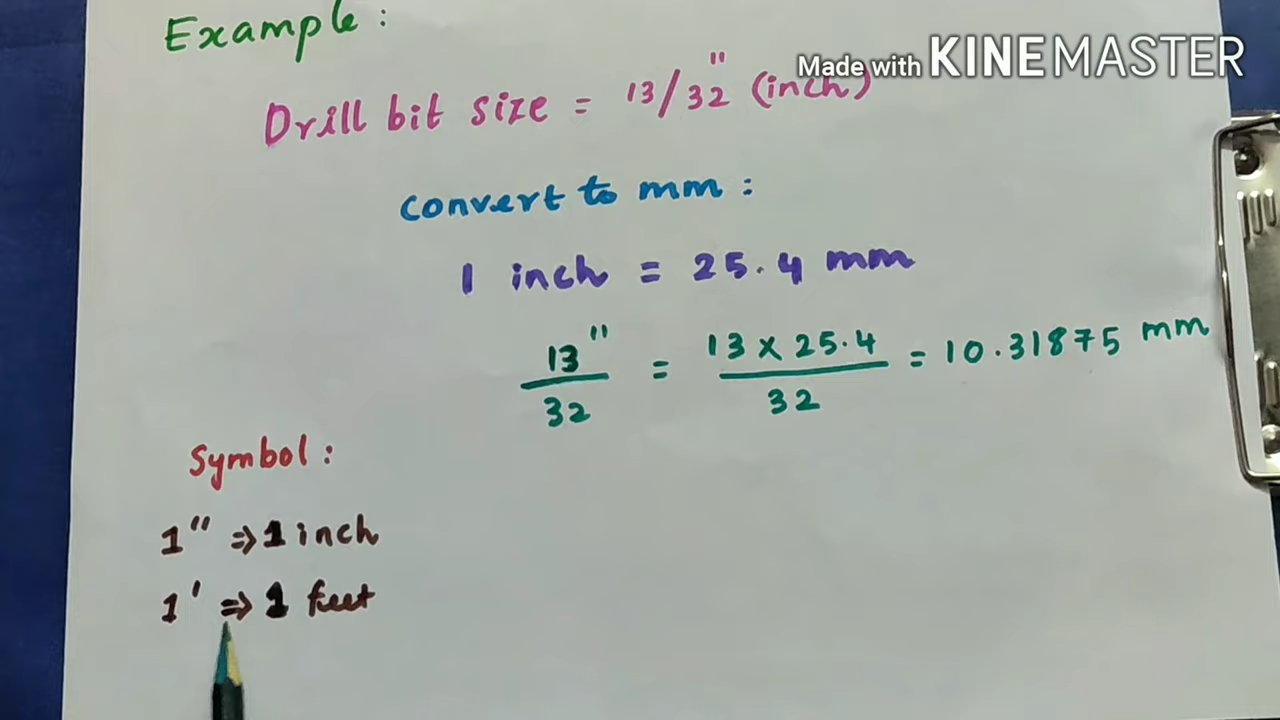 Example:
Made with KINEMASTER
Drill bit size = 13/32" (inch)
convert to mm:
1 inch = 25.4 mm
13"/32 = 13 x 25.4/32 = 10.31875 mm
Symbol:
1" => 1 inch
1' => 1 feet